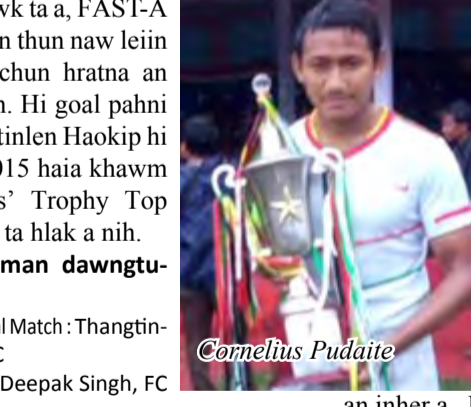 wk ta a, FAST-A
n thun naw leiin
chun hratna an
n. Hi goal pahni
tinlen Haokip hi
015 haia khawm
s' Trophy Top
ta hlak a nih.
man dawngtu-
al Match : Thangtin-
C
Deepak Singh, FC
Cornelius Pudaite
an inher a